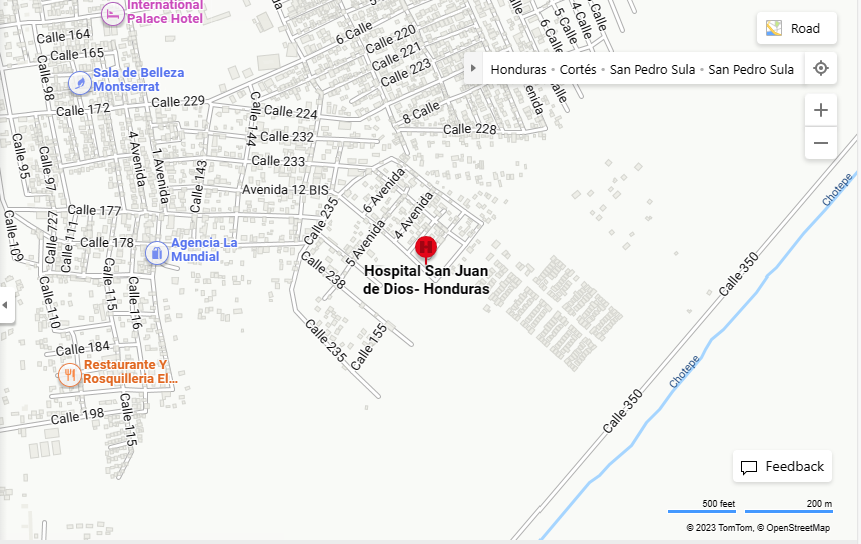 International
Palace Hotel
Calle 164
Calle 165
Calle 98
Sala de Belleza
Montserrat
Calle 172
Calle 229
6 Calle
Calle 220
Calle 221
Calle 223
5 Calle
6 Calle
4 Calle
Calle
Road
Honduras • Cortés • San Pedro Sula • San Pedro Sula
Avenida
8 Calle
Calle 224
Calle 228
Calle 144
Calle 232
Calle 233
4 Avenida
1 Avenida
Calle 143
Calle 95
Calle 97
Avenida 12 BIS
6 Avenida
4 Avenida
Calle 235
5 Avenida
Calle 177
Calle 109
Calle 727
Calle 111
Calle 178
Agencia La
Mundial
Calle 238
Hospital San Juan
de Dios- Honduras
Chotepe
Calle 350
Calle 110
Calle 115
Calle 116
Calle 235
Calle 155
Calle 184
Restaurante Y
Rosquilleria El...
Chotepe
Calle 350
Calle 198
Calle 115
Feedback
500 feet
200 m
© 2023 TomTom, © OpenStreetMap